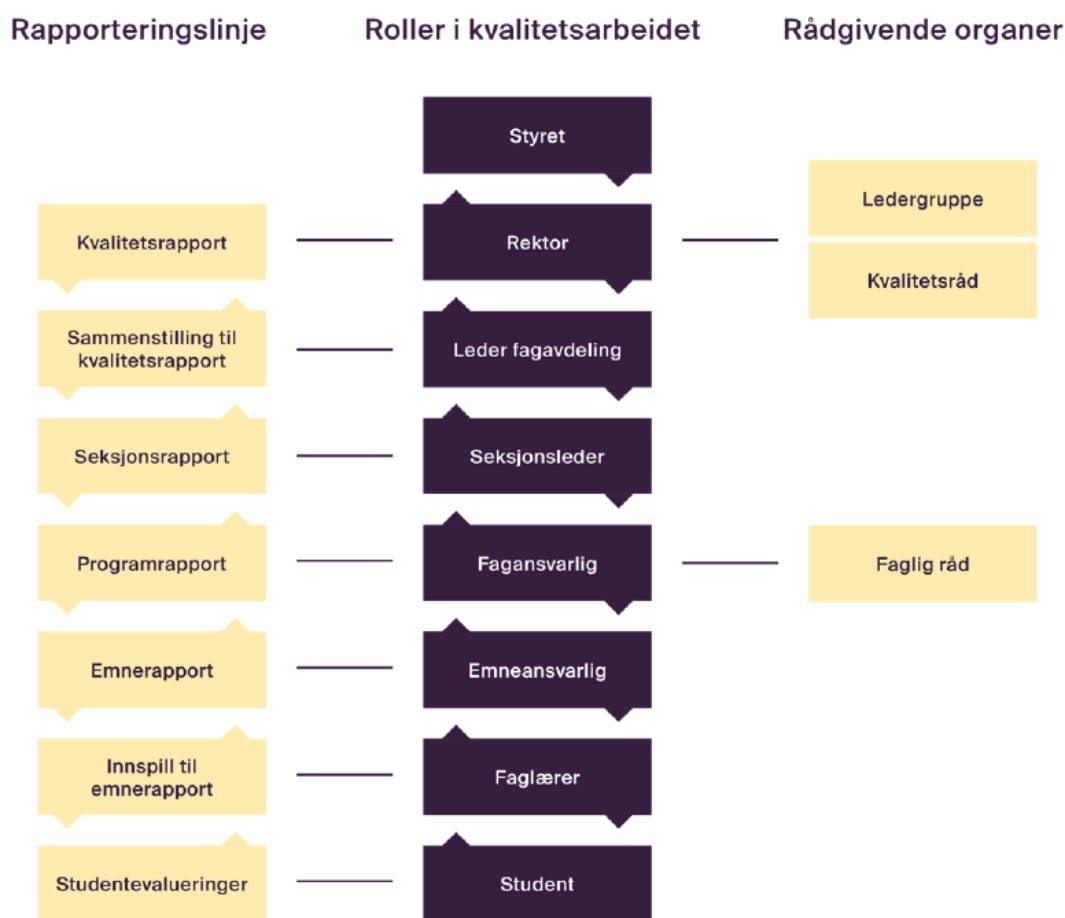 Rapporteringslinje
Roller i kvalitetsarbeidet
Rådgivende organer
Styret
Ledergruppe
Kvalitetsrapport
Rektor
Kvalitetsråd
Sammenstilling til
kvalitetsrapport
Leder fagavdeling
Seksjonsrapport
Seksjonsleder
Programrapport
Fagansvarlig
Faglig råd
Emnerapport
Emneansvarlig
Innspill til
emnerapport
Faglærer
Studentevalueringer
Student